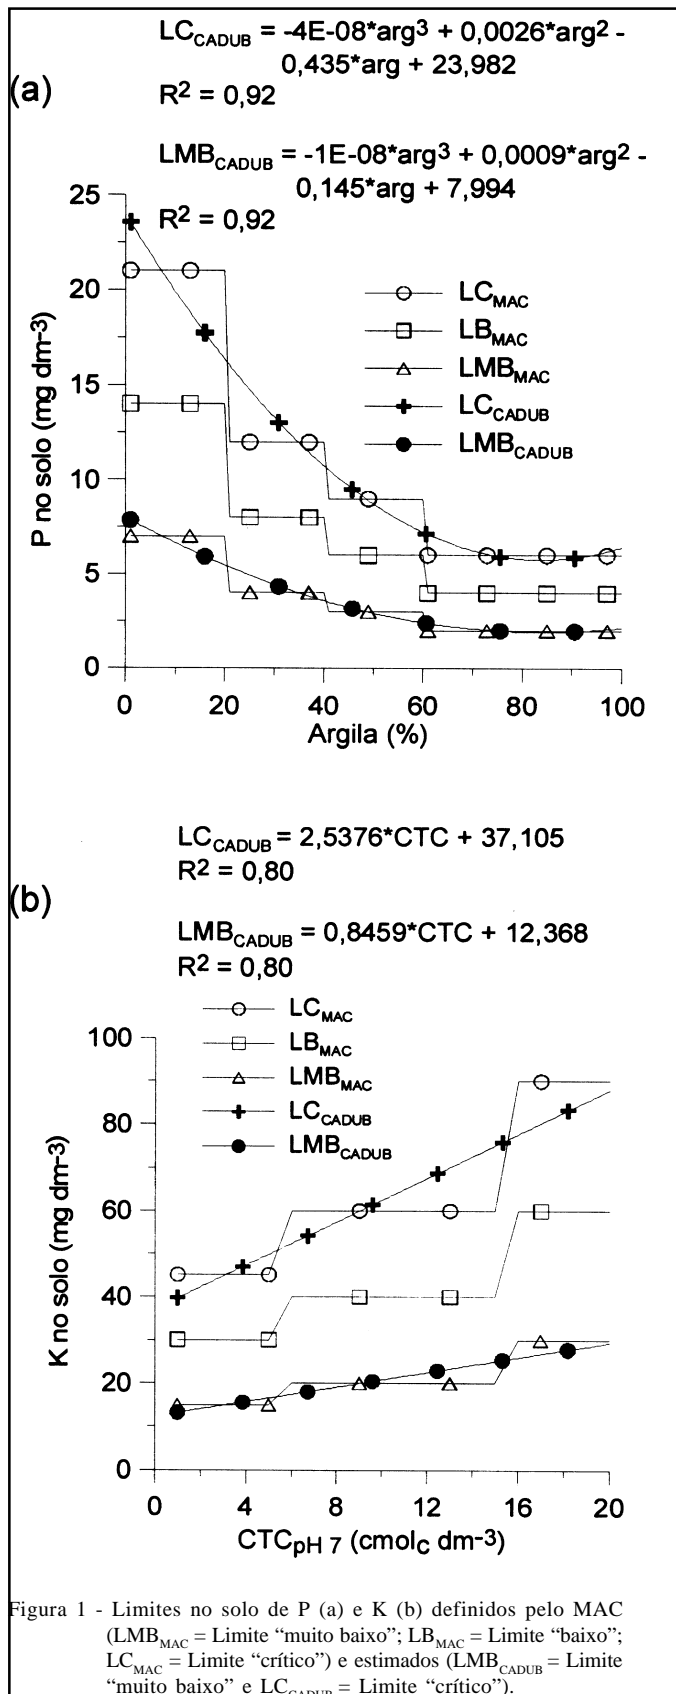 LC_CADUB = -4E-08*arg³ + 0,0026*arg² -
0,435*arg + 23,982
(a)
R² = 0,92
LMB_CADUB = -1E-08*arg³ + 0,0009*arg² -
0,145*arg + 7,994
R² = 0,92
25
20
15
10
5
0
P no solo (mg dm-3)
LC_MAC
LB_MAC
LMB_MAC
LC_CADUB
LMB_CADUB
0 20 40 60 80 100
Argila (%)
LC_CADUB = 2,5376*CTC + 37,105
R² = 0,80
(b)
LMB_CADUB = 0,8459*CTC + 12,368
R² = 0,80
LC_MAC
LB_MAC
LMB_MAC
LC_CADUB
LMB_CADUB
100
80
60
40
20
0
K no solo (mg dm-3)
0 4 8 12 16 20
CTC_pH 7 (cmol_c dm-3)
Figura 1 - Limites no solo de P (a) e K (b) definidos pelo MAC
(LMB_MAC = Limite “muito baixo”; LB_MAC = Limite “baixo”;
LC_MAC = Limite “crítico”) e estimados (LMB_CADUB = Limite
“muito baixo” e LC_CADUB = Limite “crítico”).